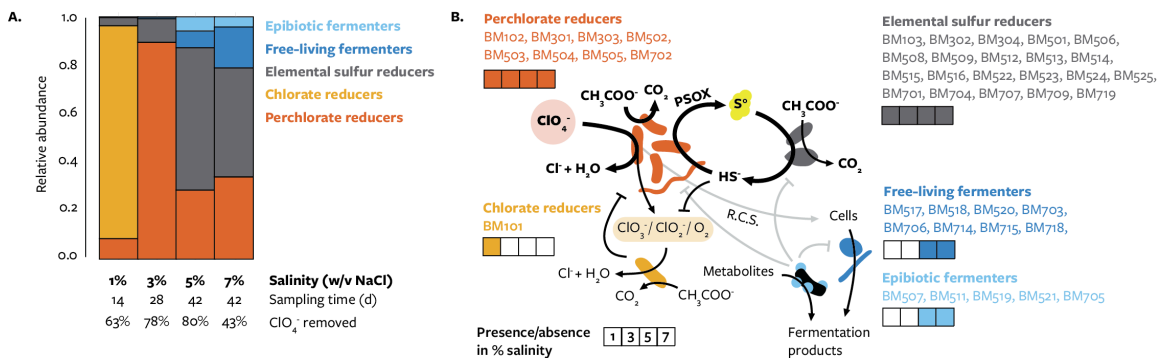 A.
1.0
0.8
0.6
0.4
0.2
0.0
Relative abundance
Epibiotic fermenters
Free-living fermenters
Elemental sulfur reducers
Chlorate reducers
Perchlorate reducers
1% 3% 5% 7% Salinity (w/v NaCl)
14 28 42 42 Sampling time (d)
63% 78% 80% 43% ClO₄⁻ removed
B.
Perchlorate reducers
BM102, BM301, BM303, BM502,
BM503, BM504, BM505, BM702
Elemental sulfur reducers
BM103, BM302, BM304, BM501, BM506,
BM508, BM509, BM512, BM513, BM514,
BM515, BM516, BM522, BM523, BM524, BM525,
BM701, BM704, BM707, BM709, BM719
CH₃COO⁻
CO₂
PSOX
S°
CH₃COO⁻
ClO₄⁻
Cl⁻ + H₂O
CO₂
HS⁻
Chlorate reducers
BM101
R.C.S.
Cells
ClO₃⁻/ ClO₂⁻/ O₂
Free-living fermenters
BM517, BM518, BM520, BM703,
BM706, BM714, BM715, BM718,
Cl⁻ + H₂O
Metabolites
CO₂
CH₃COO⁻
Epibiotic fermenters
BM507, BM511, BM519, BM521, BM705
Presence/absence
in % salinity
1 3 5 7
Fermentation
products